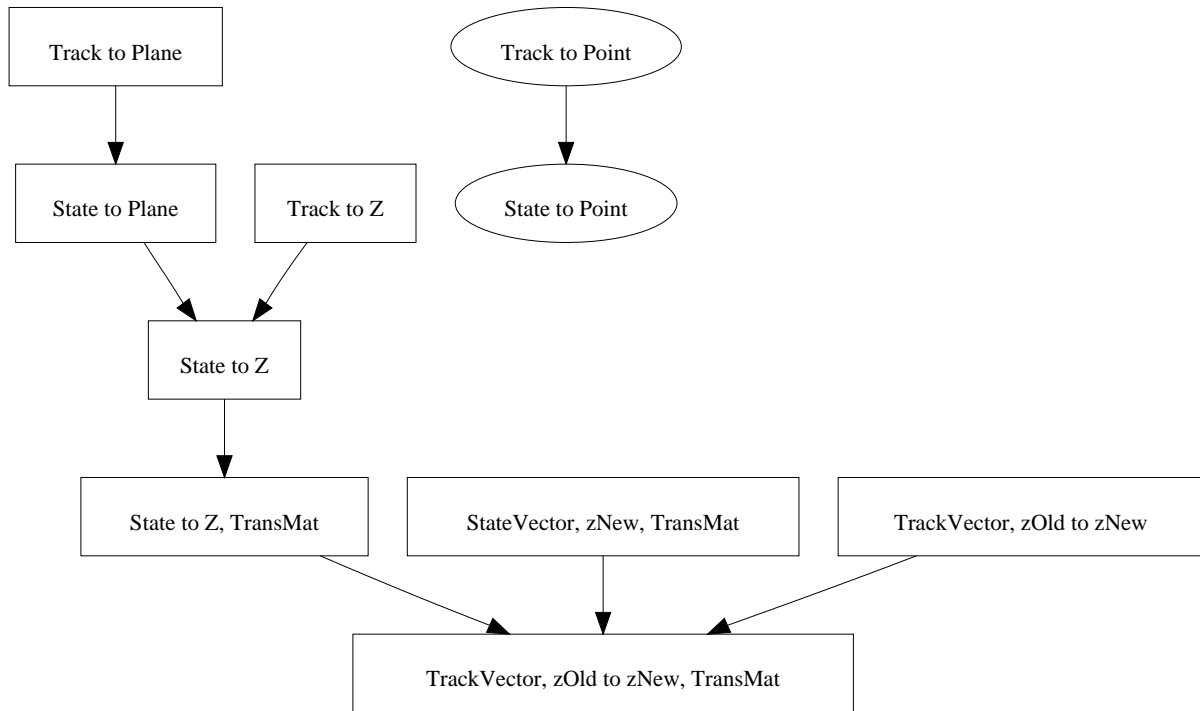 Track to Plane
Track to Point
State to Plane
Track to Z
State to Point
State to Z
State to Z, TransMat
StateVector, zNew, TransMat
TrackVector, zOld to zNew
TrackVector, zOld to zNew, TransMat